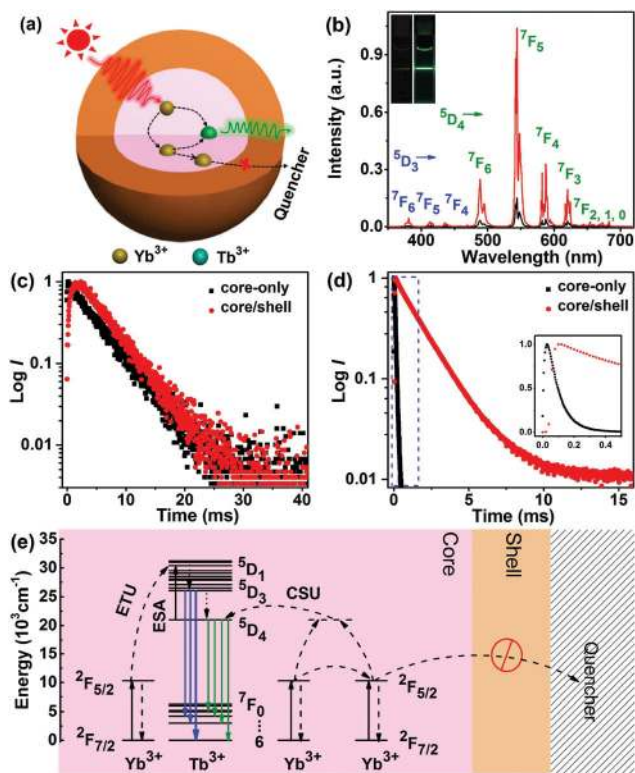 (a)
Quencher
Yb³⁺ Tb³⁺
(b)
Intensity (a.u.)
0.9
0.6
0.3
0.0
⁷F₅
⁵D₄
⁵D₃
⁷F₆
⁷F₄
⁷F₃
⁷F₆ ⁷F₅ ⁷F₄
⁷F₂, ₁, ₀
400 500 600 700
Wavelength (nm)
(c)
core-only
core/shell
Log I
1
0.1
0.01
0 10 20 30 40
Time (ms)
(d)
core-only
core/shell
Log I
1
0.1
0.01
1.0
0.5
0.0
0.0 0.2 0.4
0 5 10 15
Time (ms)
(e)
Energy (10³cm⁻¹)
35
30
25
20
15
10
5
0
ETU
ESA
CSU
⁵D₁
⁵D₃
⁵D₄
²F₅/₂
²F₇/₂
⁷F₀
6
²F₅/₂
²F₇/₂
Yb³⁺ Tb³⁺ Yb³⁺ Yb³⁺
Core
Shell
Quencher